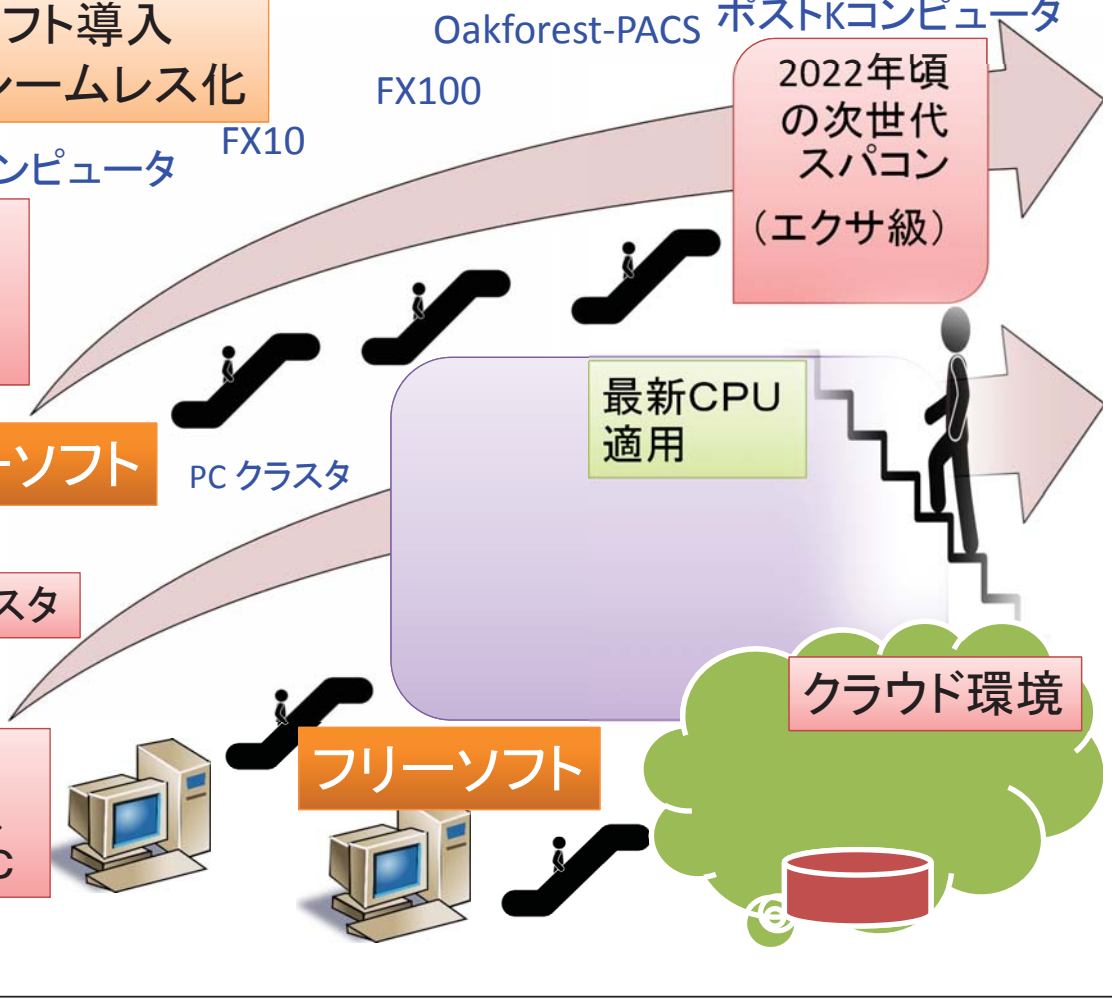 フト導入
ームレス化
Oakforest-PACS
ポストKコンピュータ
FX100
FX10
ンピュータ
2022年頃
の次世代
スパコン
(エクサ級)
最新CPU
適用
ーソフト
PC クラスタ
スタ
クラウド環境
フリーソフト
C